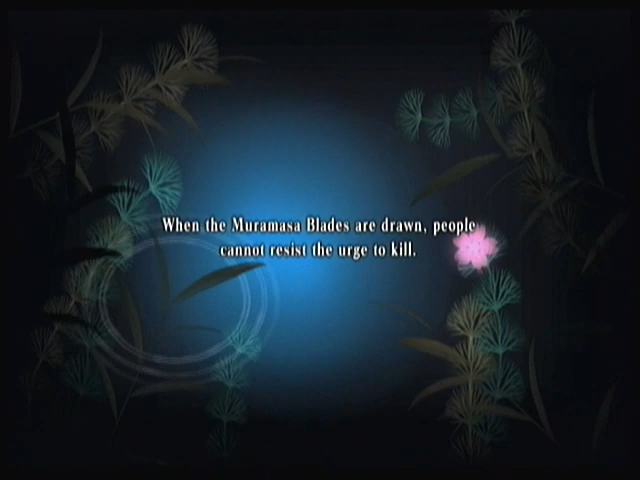 When the Muramasa Blades are drawn, people
cannot resist the urge to kill.